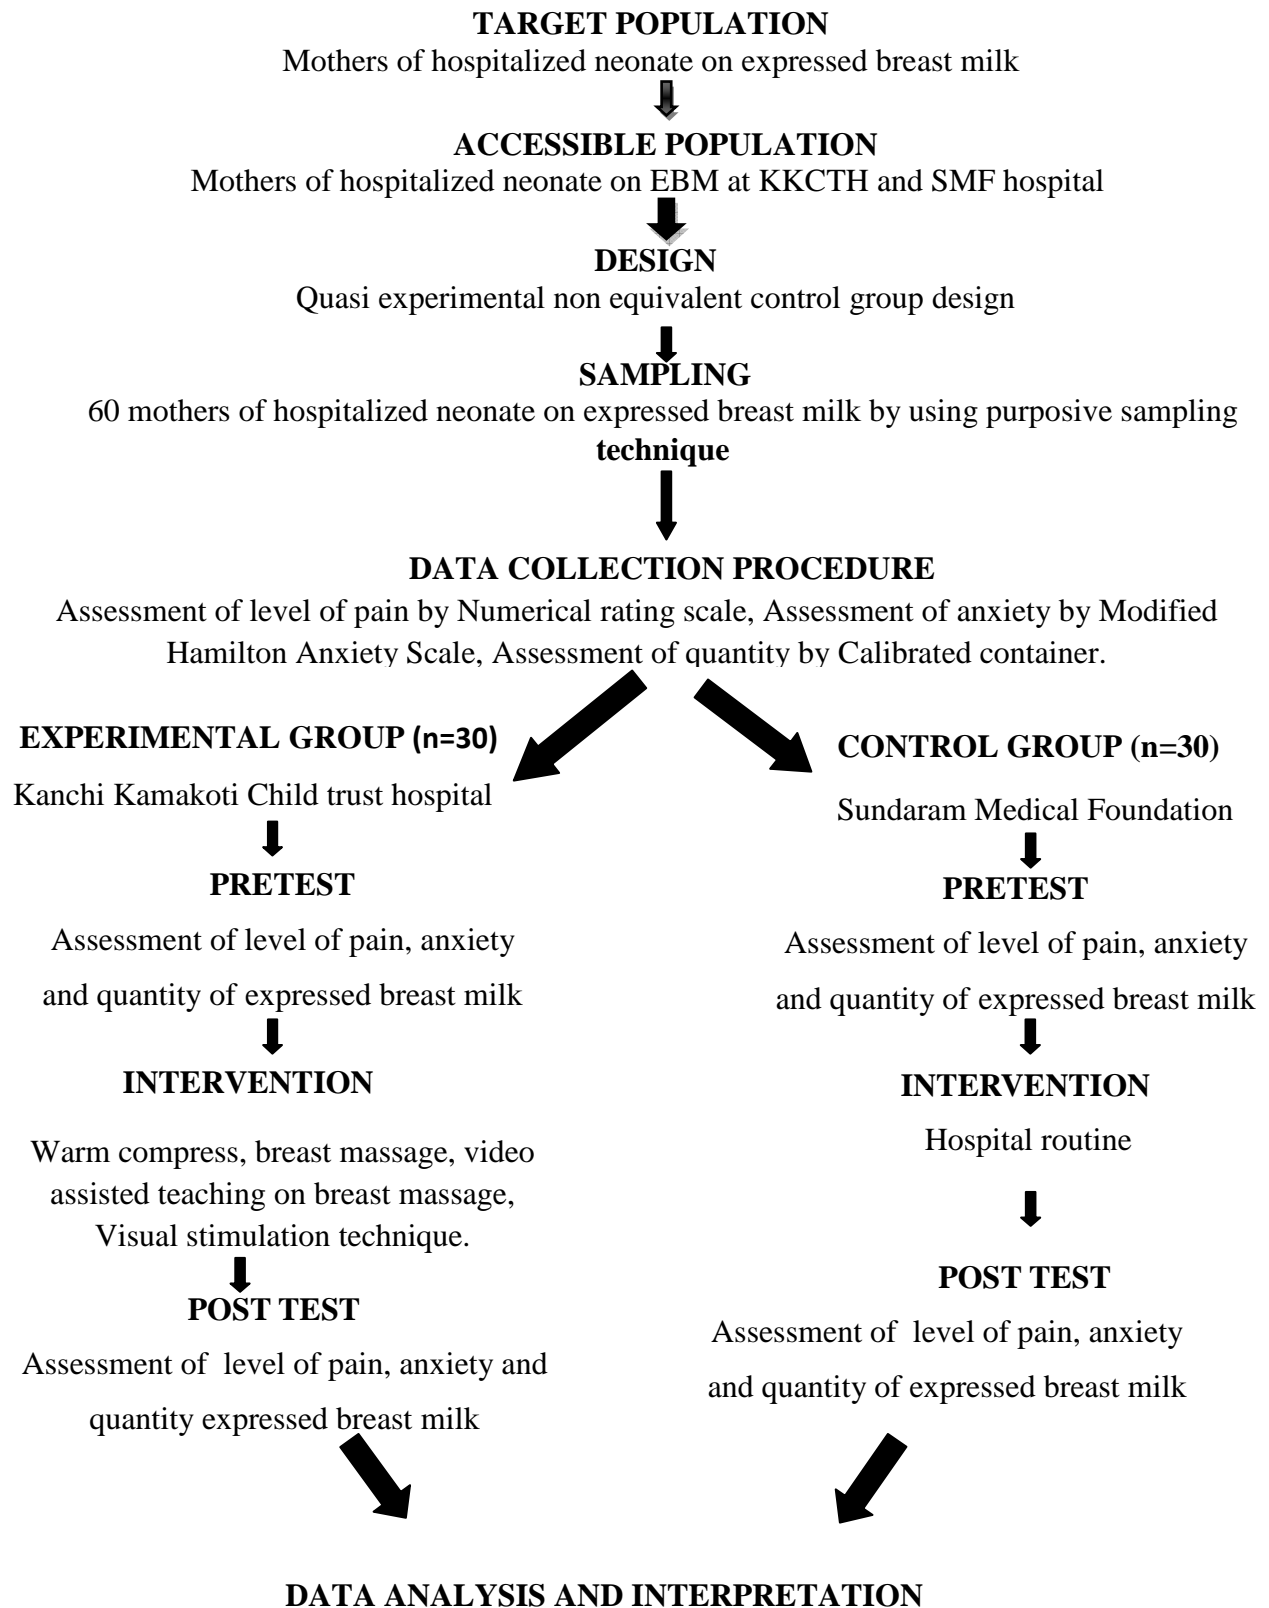 TARGET POPULATION
Mothers of hospitalized neonate on expressed breast milk
ACCESSIBLE POPULATION
Mothers of hospitalized neonate on EBM at KKCTH and SMF hospital
DESIGN
Quasi experimental non equivalent control group design
SAMPLING
60 mothers of hospitalized neonate on expressed breast milk by using purposive sampling
technique
DATA COLLECTION PROCEDURE
Assessment of level of pain by Numerical rating scale, Assessment of anxiety by Modified
Hamilton Anxiety Scale, Assessment of quantity by Calibrated container.
EXPERIMENTAL GROUP (n=30)
Kanchi Kamakoti Child trust hospital
PRETEST
Assessment of level of pain, anxiety
and quantity of expressed breast milk
INTERVENTION
Warm compress, breast massage, video
assisted teaching on breast massage,
Visual stimulation technique.
POST TEST
Assessment of level of pain, anxiety and
quantity expressed breast milk
CONTROL GROUP (n=30)
Sundaram Medical Foundation
PRETEST
Assessment of level of pain, anxiety
and quantity of expressed breast milk
INTERVENTION
Hospital routine
POST TEST
Assessment of level of pain, anxiety
and quantity of expressed breast milk
DATA ANALYSIS AND INTERPRETATION